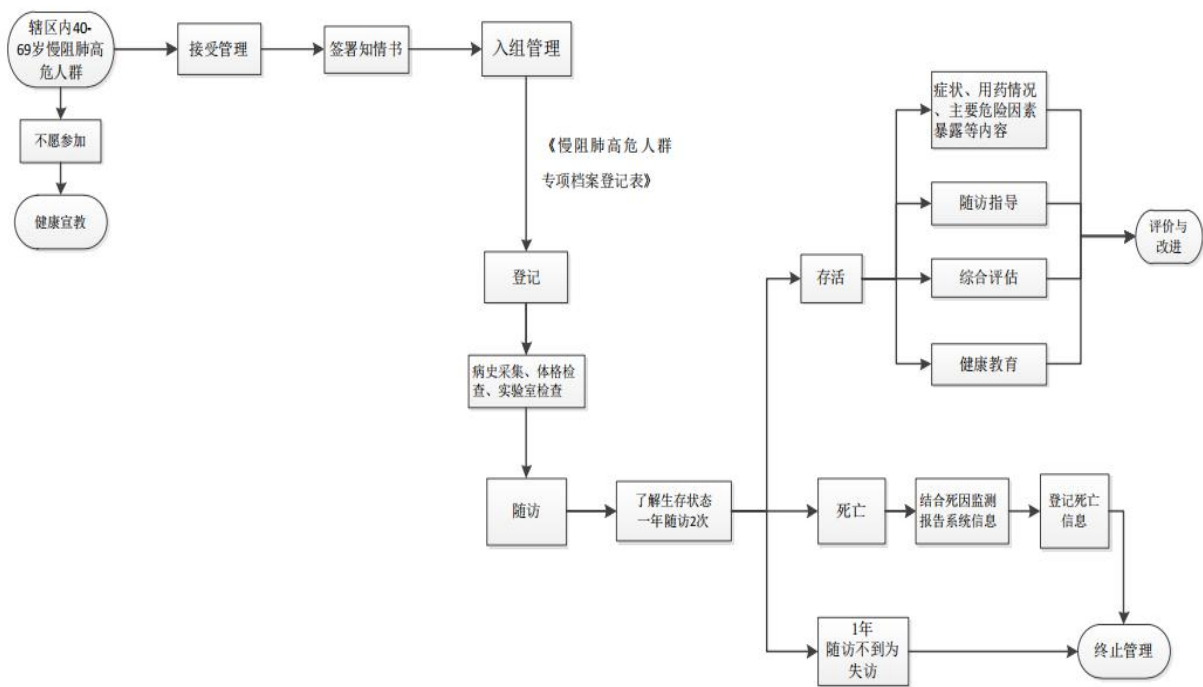 辖区内40-
69岁慢阻肺高
危人群
接受管理
签署知情书
入组管理
不愿参加
健康宣教
《慢阻肺高危人群
专项档案登记表》
登记
病史采集、体格检
查、实验室检查
随访
了解生存状态
一年随访2次
存活
症状、用药情况
、主要危险因素
暴露等内容
随访指导
综合评估
健康教育
评价与
改进
死亡
结合死因监测
报告系统信息
登记死亡
信息
1年
随访不到为
失访
终止管理